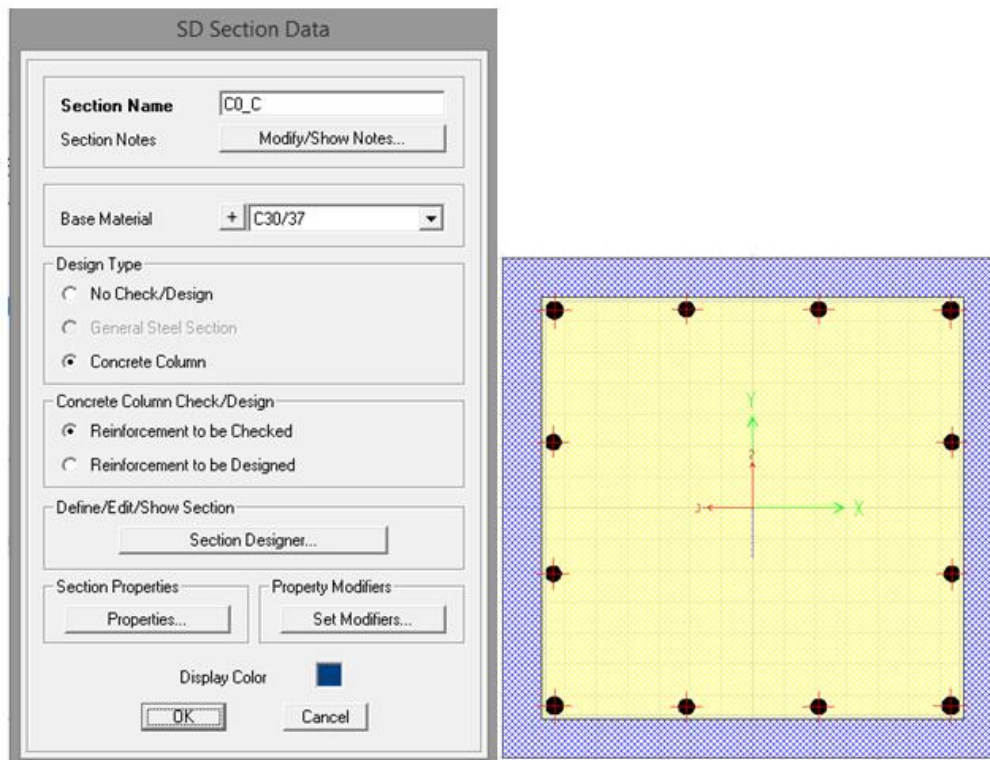 SD Section Data
Section Name C0_C
Section Notes Modify/Show Notes...
Base Material + C30/37
Design Type
No Check/Design
General Steel Section
Concrete Column
Concrete Column Check/Design
Reinforcement to be Checked
Reinforcement to be Designed
Define/Edit/Show Section
Section Designer...
Section Properties Property Modifiers
Properties... Set Modifiers...
Display Color
OK Cancel
Y
2
3 X